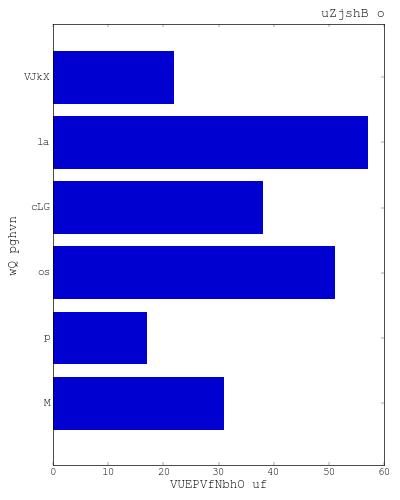 uZjshB o
VJkX
la
cLG
os
p
M
wQ pghvn
0 10 20 30 40 50 60
VUEPVfNbhO uf